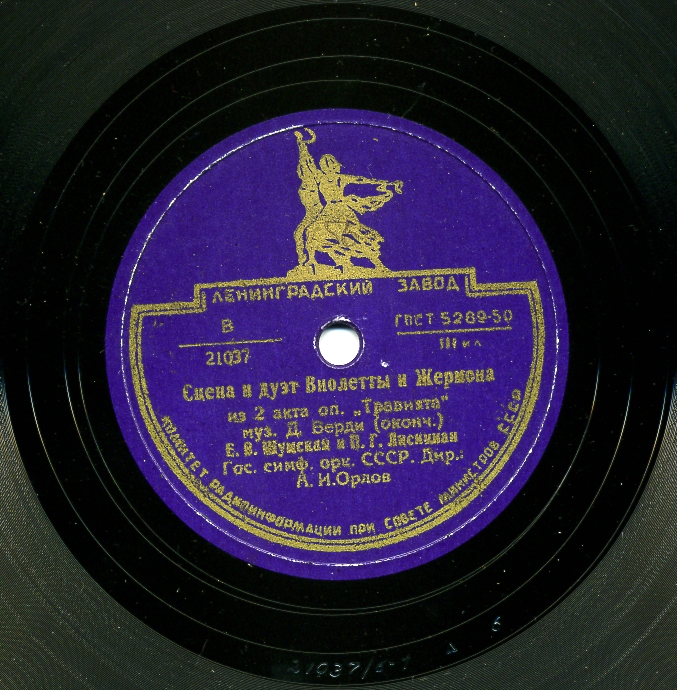 ЛЕНИНГРАДСКИЙ ЗАВОД
В
21037
ГОСТ 5289-50
III и л
Сцена и дуэт Виолетты и Жермона
из 2 акта оп. „Травиата"
муз. Д. Верди (оконч.)
Е. В. Шумская и П. Г. Лисициан
Гос. симф. орк. СССР. Дир.:
А. И. Орлов
КОМИТЕТ РАДИОИНФОРМАЦИИ ПРИ СОВЕТЕ МИНИСТРОВ СССР